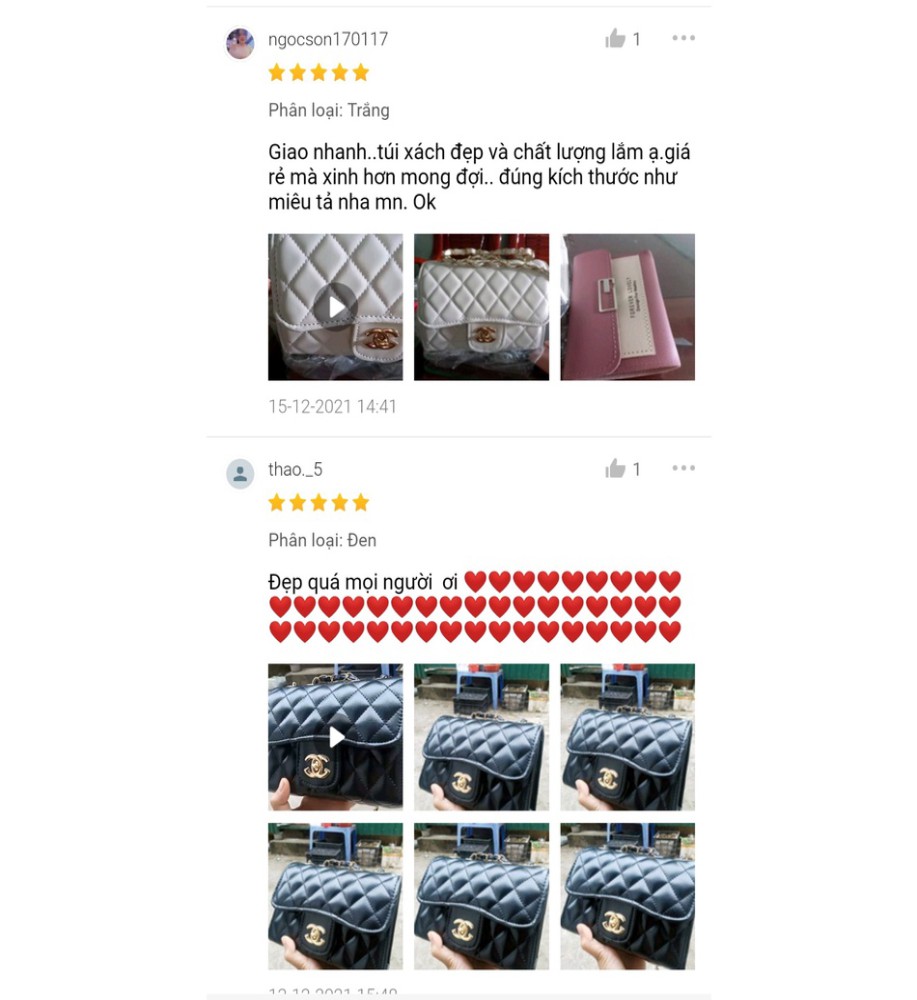 ngocson170117
1
Phân loại: Trắng
Giao nhanh..túi xách đẹp và chất lượng lắm ạ.giá
rẻ mà xinh hơn mong đợi.. đúng kích thước như
miêu tả nha mn. Ok
FOREVER YOUNG
15-12-2021 14:41
thao._5
1
Phân loại: Đen
Đẹp quá mọi người ơi ❤️❤️❤️❤️❤️❤️❤️❤️❤️
❤️❤️❤️❤️❤️❤️❤️❤️❤️❤️❤️❤️❤️❤️❤️❤️❤️
❤️❤️❤️❤️❤️❤️❤️❤️❤️❤️❤️❤️❤️❤️❤️❤️❤️